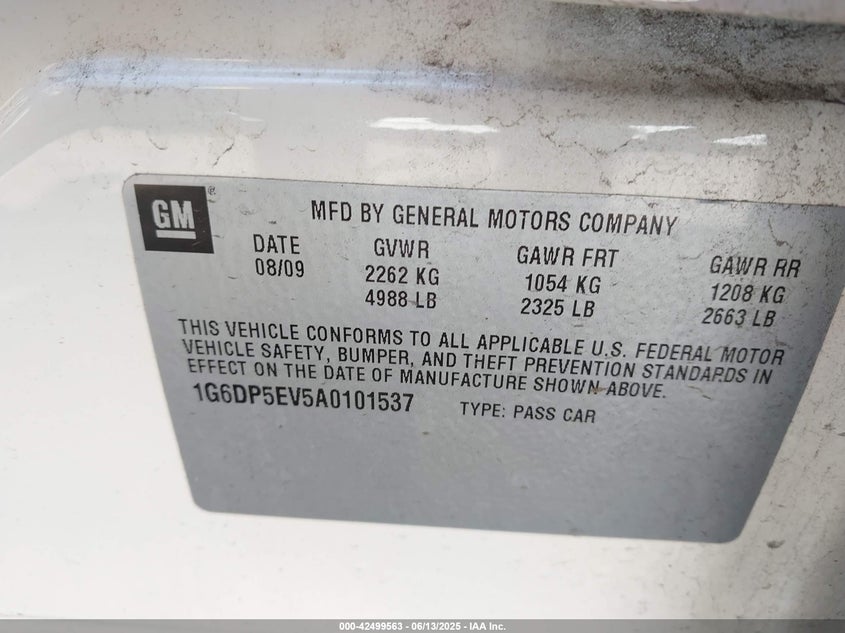 GM®
MFD BY GENERAL MOTORS COMPANY
DATE GVWR GAWR FRT GAWR RR
08/09 2262 KG 1054 KG 1208 KG
4988 LB 2325 LB 2663 LB
THIS VEHICLE CONFORMS TO ALL APPLICABLE U.S. FEDERAL MOTOR
VEHICLE SAFETY, BUMPER, AND THEFT PREVENTION STANDARDS IN
EFFECT ON THE DATE OF MANUFACTURE SHOWN ABOVE.
1G6DP5EV5A0101537 TYPE: PASS CAR
000-42499563 - 06/13/2025 - IAA Inc.